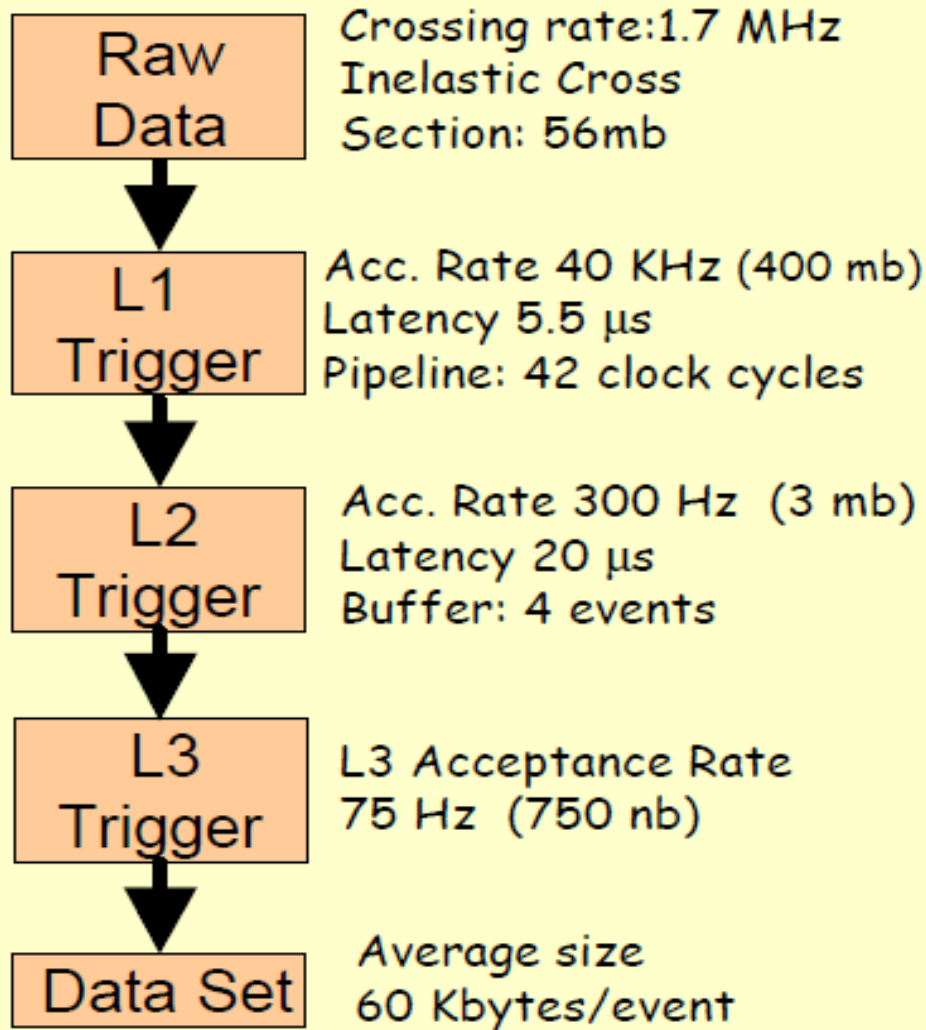 Raw
Data
Crossing rate:1.7 MHz
Inelastic Cross
Section: 56mb
L1
Trigger
Acc. Rate 40 KHz (400 mb)
Latency 5.5 μs
Pipeline: 42 clock cycles
L2
Trigger
Acc. Rate 300 Hz (3 mb)
Latency 20 μs
Buffer: 4 events
L3
Trigger
L3 Acceptance Rate
75 Hz (750 nb)
Data Set
Average size
60 Kbytes/event